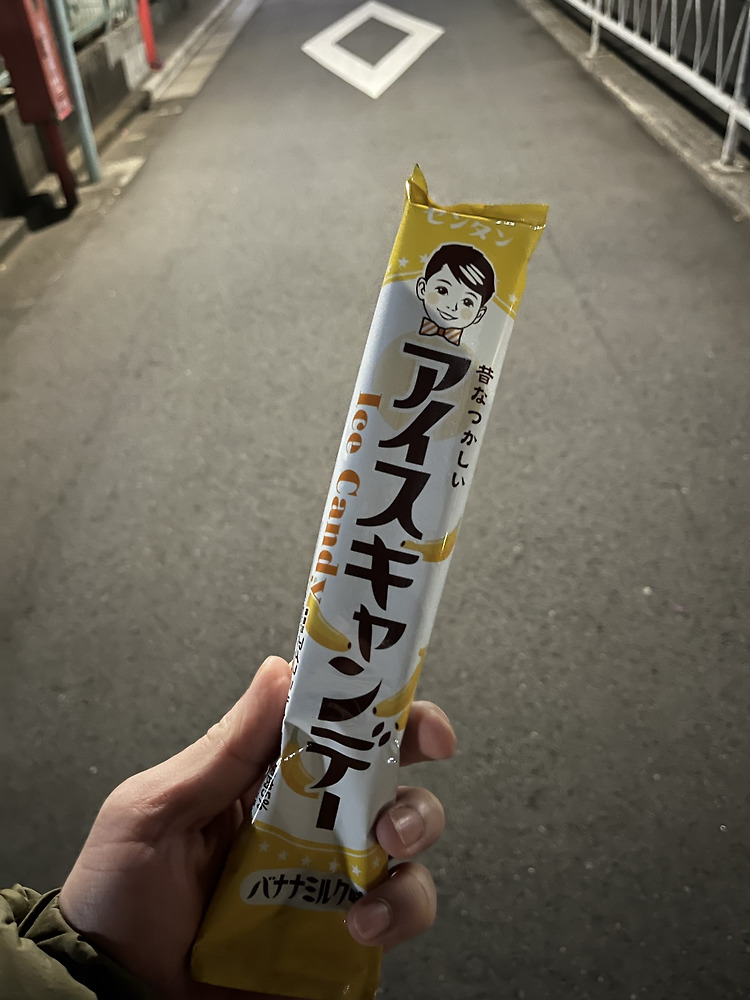 センタン
昔なつかしい
アイスキャンデー
Ice Candy
バナナミルク